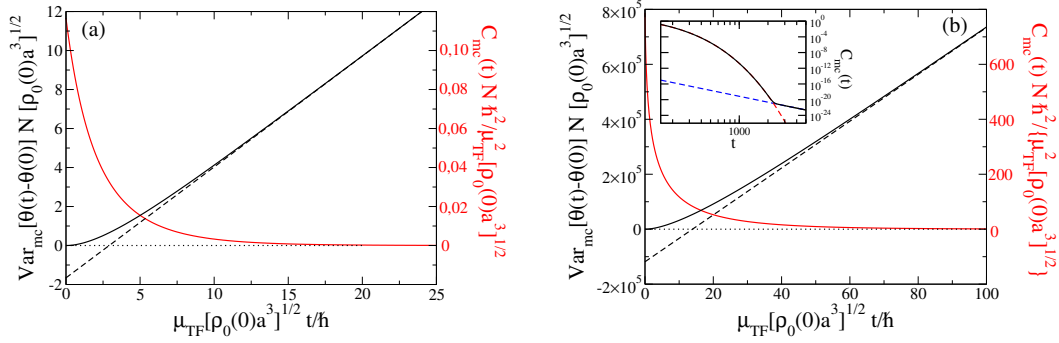 (a)
12
10
8
6
4
2
0
-2
0 5 10 15 20 25
0,10
0,08
0,06
0,04
0,02
0
Var_mc[θ(t)-θ(0)] N [ρ_0(0)a^3]^1/2
C_mc(t) N ℏ^2/μ_TF^2[ρ_0(0)a^3]^1/2
μ_TF[ρ_0(0)a^3]^1/2 t/ℏ
(b)
8×10^5
6×10^5
4×10^5
2×10^5
0
-2×10^5
0 20 40 60 80 100
600
400
200
0
Var_mc[θ(t)-θ(0)] N [ρ_0(0)a^3]^1/2
C_mc(t) N ℏ^2/{μ_TF^2[ρ_0(0)a^3]^1/2}
μ_TF[ρ_0(0)a^3]^1/2 t/ℏ
10^0
10^-4
10^-8
10^-12
10^-16
10^-20
10^-24
C_mc(t)
1000
t